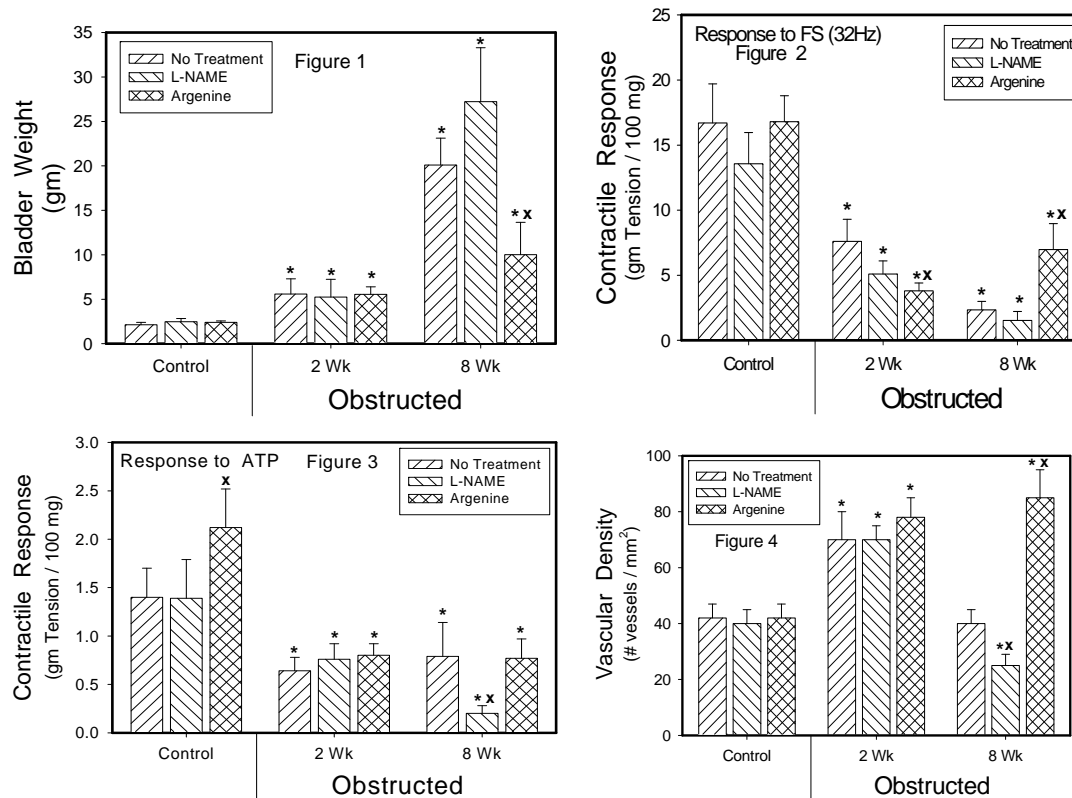 Figure 1
No Treatment
L-NAME
Argenine
Bladder Weight
(gm)
35
30
25
20
15
10
5
0
* * * * * * x
Control
2 Wk
8 Wk
Obstructed
Response to FS (32Hz)
Figure 2
No Treatment
L-NAME
Argenine
Contractile Response
(gm Tension / 100 mg)
25
20
15
10
5
0
* * * x * * * x
Control
2 Wk
8 Wk
Obstructed
Response to ATP Figure 3
No Treatment
L-NAME
Argenine
Contractile Response
(gm Tension / 100 mg)
3.0
2.5
2.0
1.5
1.0
0.5
0.0
x * * * * * x *
Control
2 Wk
8 Wk
Obstructed
No Treatment
L-NAME
Argenine
Figure 4
Vascular Density
(# vessels / mm²)
100
80
60
40
20
0
* * * * x * x
Control
2 Wk
8 Wk
Obstructed